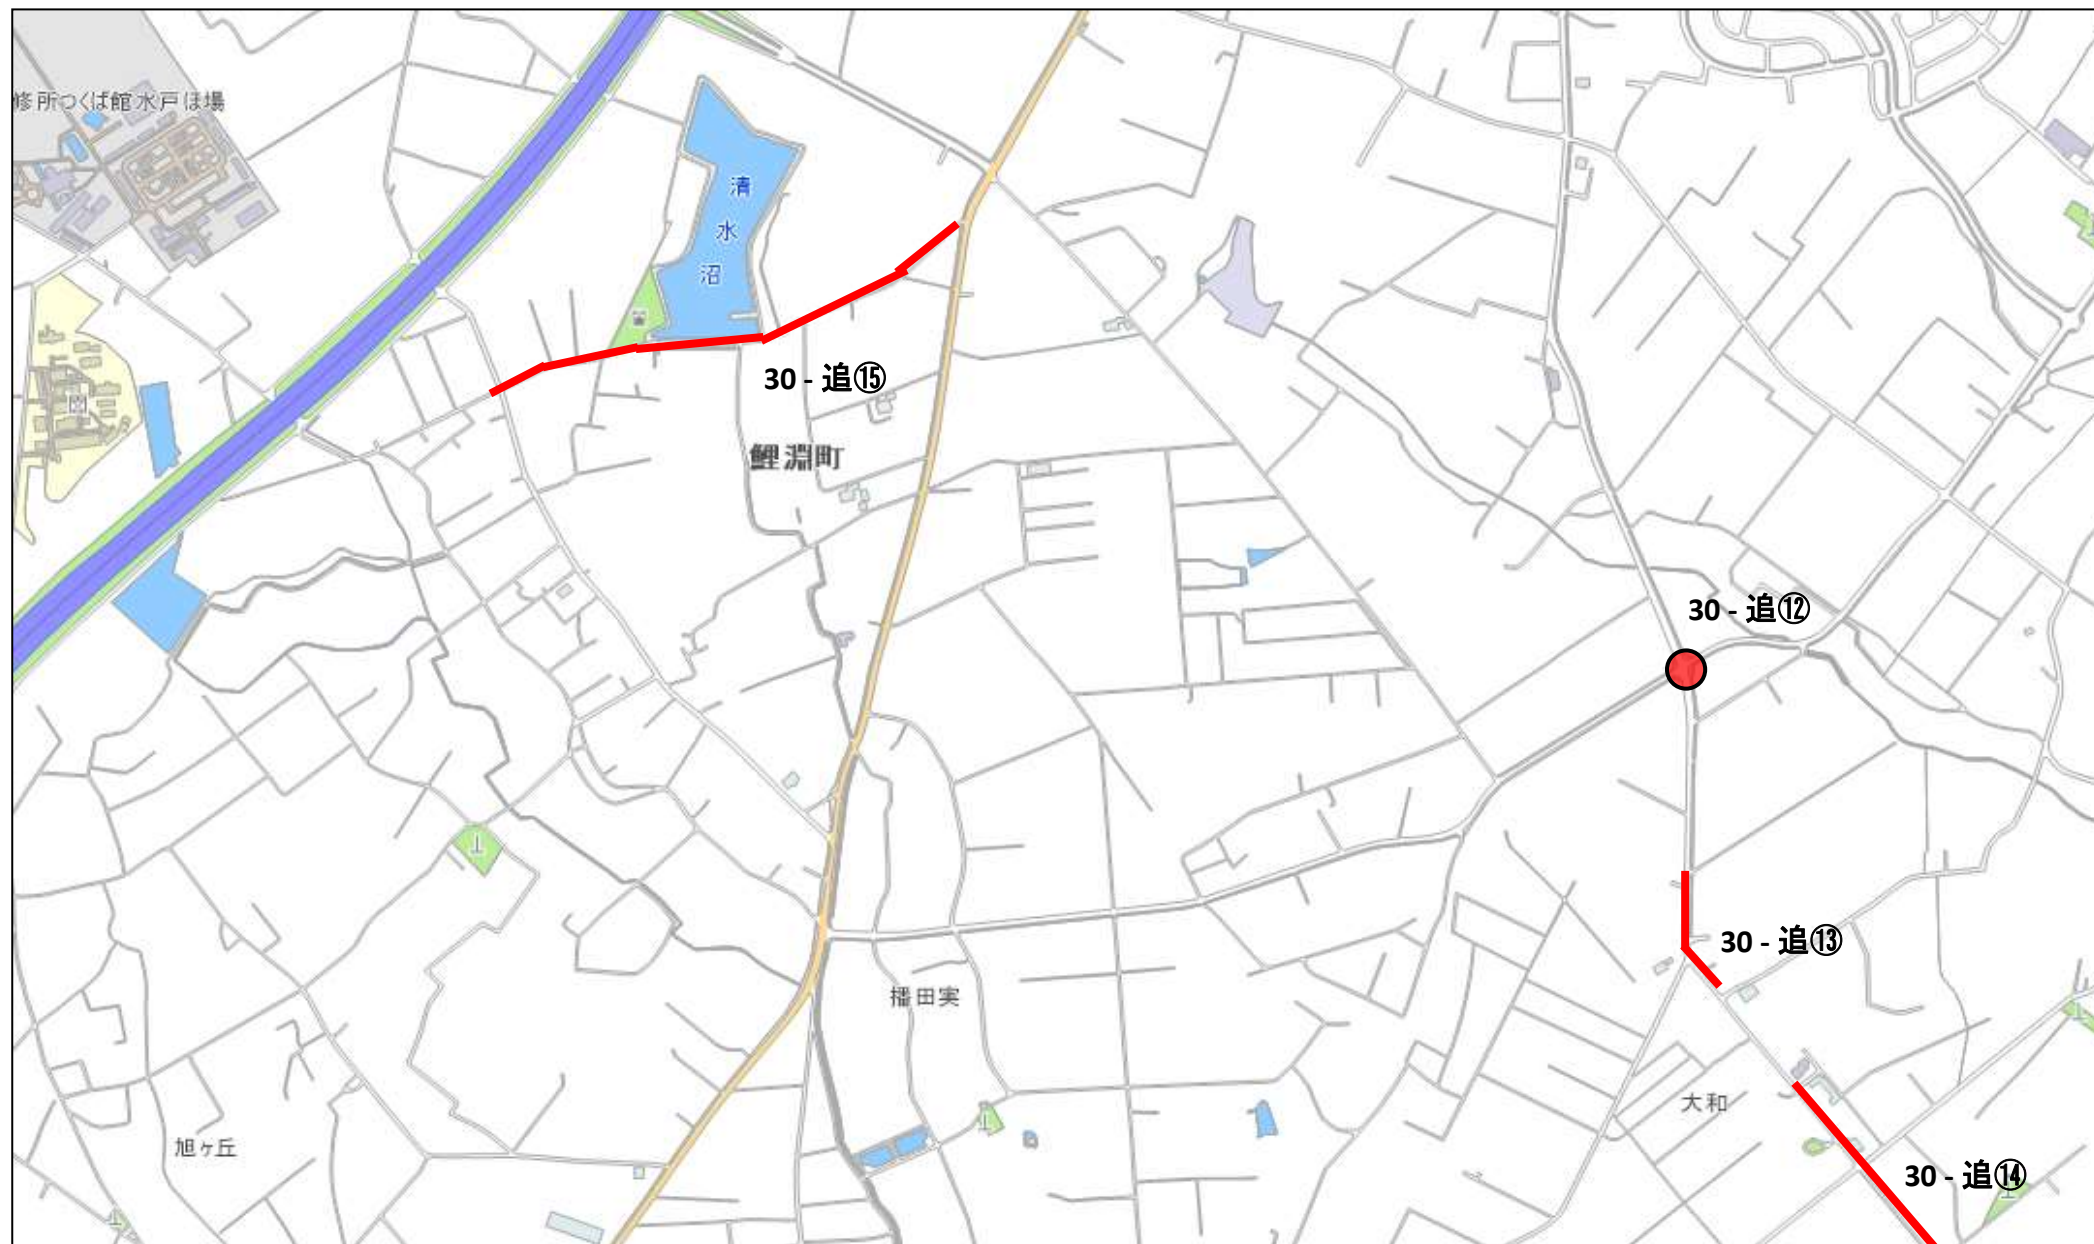 修所つくば館水戸ほ場
清水沼
30 - 追⑮
鯉淵町
30 - 追⑫
30 - 追⑬
播田実
大和
旭ヶ丘
30 - 追⑭